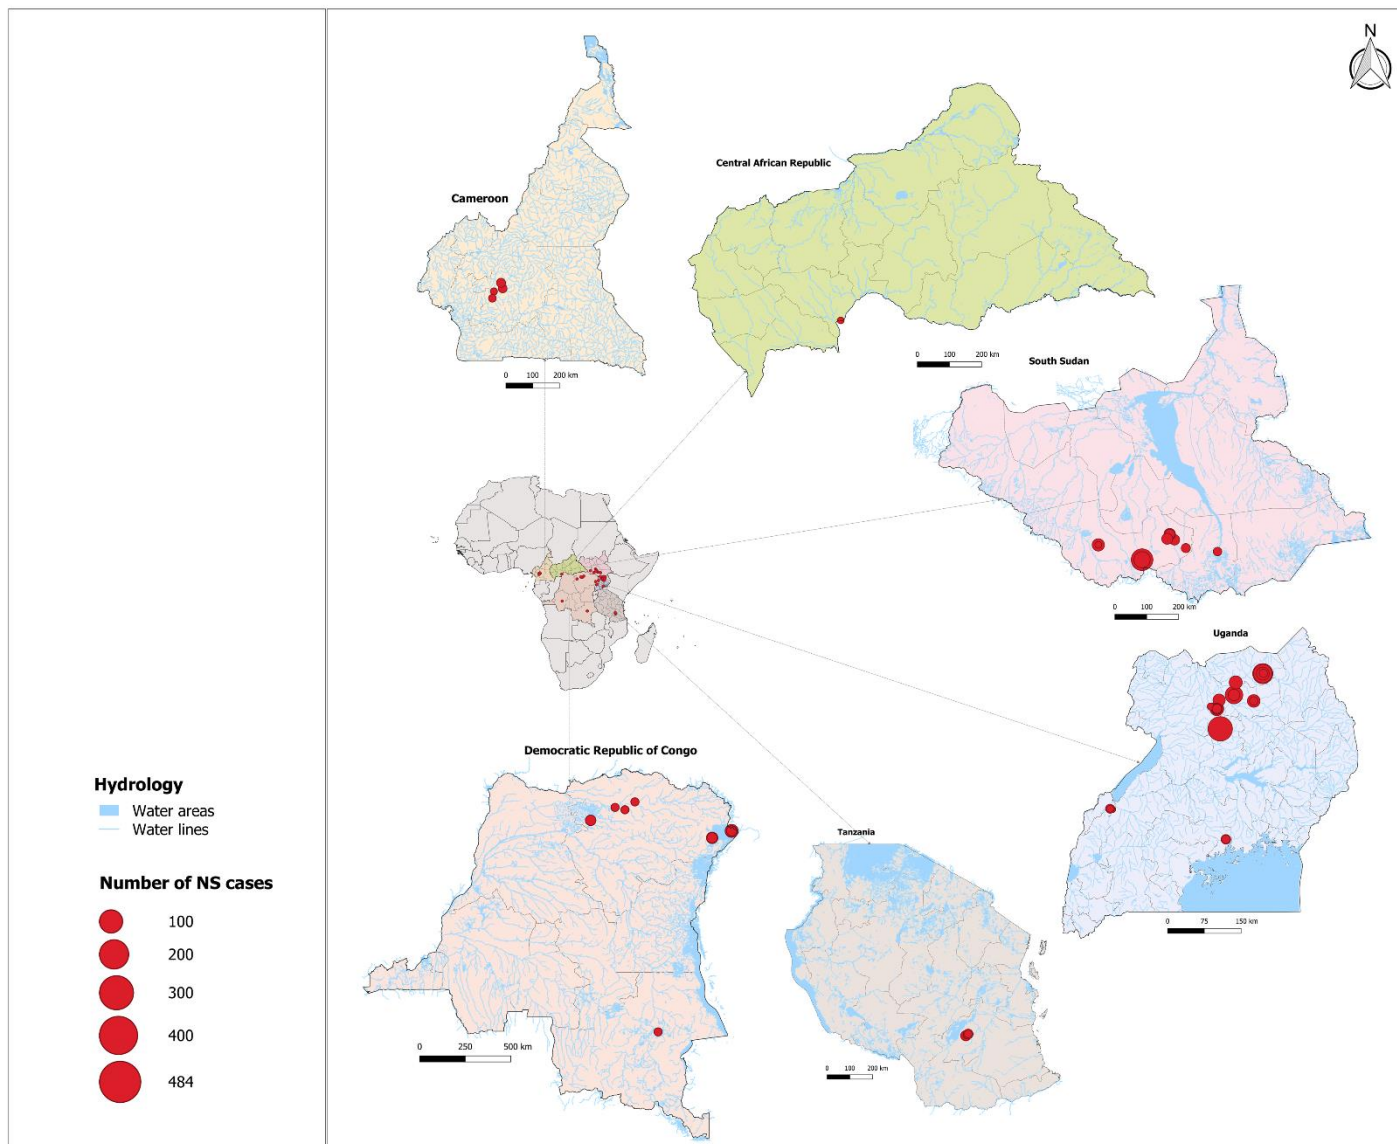 N
Cameroon
0 100 200 km
Central African Republic
0 100 200 km
South Sudan
0 100 200 km
Uganda
0 75 150 km
Democratic Republic of Congo
0 250 500 km
Tanzania
0 100 200 km
Hydrology
Water areas
Water lines
Number of NS cases
100
200
300
400
484